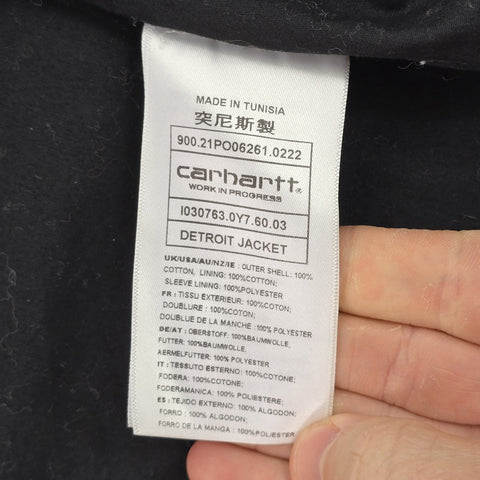 MADE IN TUNISIA
突尼斯製
900.21PO06261.0222
carhartt
WORK IN PROGRESS
I030763.0Y7.60.03
DETROIT JACKET
UK/USA/AU/NZ/IE : OUTER SHELL: 100%
COTTON, LINING: 100%COTTON;
SLEEVE LINING: 100%POLYESTER
FR : TISSU EXTERIEUR: 100%COTON;
DOUBLURE : 100%COTON;
DOUBLUE DE LA MANCHE :100% POLYESTER
DE/AY : OBERSTOFF: 100%BAUMWOLLE,
FUTTER: 100%BAUMWOLLE,
AERMELFUTTER: 100% POLYESTER
IT : TESSUTO ESTERNO: 100%COTONE;
FODERA: 100%COTONE;
FODERAMANICA: 100% POLIESTERE;
ES : TEJIDO EXTERNO: 100% ALGODON;
FORRO : 100% ALGODON;
FORRO DE LA MANGA : 100%POLIESTER